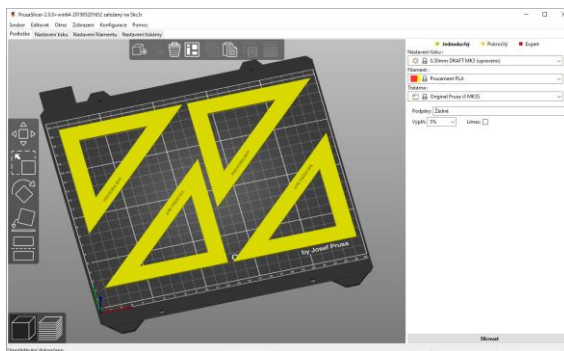 PrusaSlicer-2.0.0+ win64-201905201652 založený na Slic3r
Soubor Editovat Okno Zobrazení Konfigurace Pomoc
Podložka Nastavení tisku Nastavení filamentu Nastavení tiskárny
Jednoduchý Pokročilý Expert
Nastavení tisku :
0.30mm DRAFT MK3 (upraveno)
Filament :
Prusament PLA
Tiskárna :
Original Prusa i3 MK3S
Podpěry: Žádné
Výplň: 5% Límec:
by Josef Prusa
Slicovat